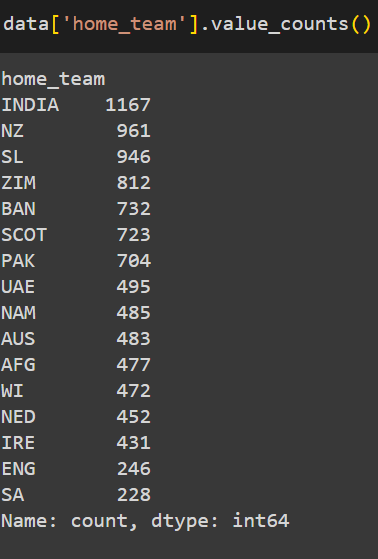 data['home_team'].value_counts()
home_team
INDIA    1167
NZ        961
SL        946
ZIM       812
BAN       732
SCOT      723
PAK       704
UAE       495
NAM       485
AUS       483
AFG       477
WI        472
NED       452
IRE       431
ENG       246
SA        228
Name: count, dtype: int64